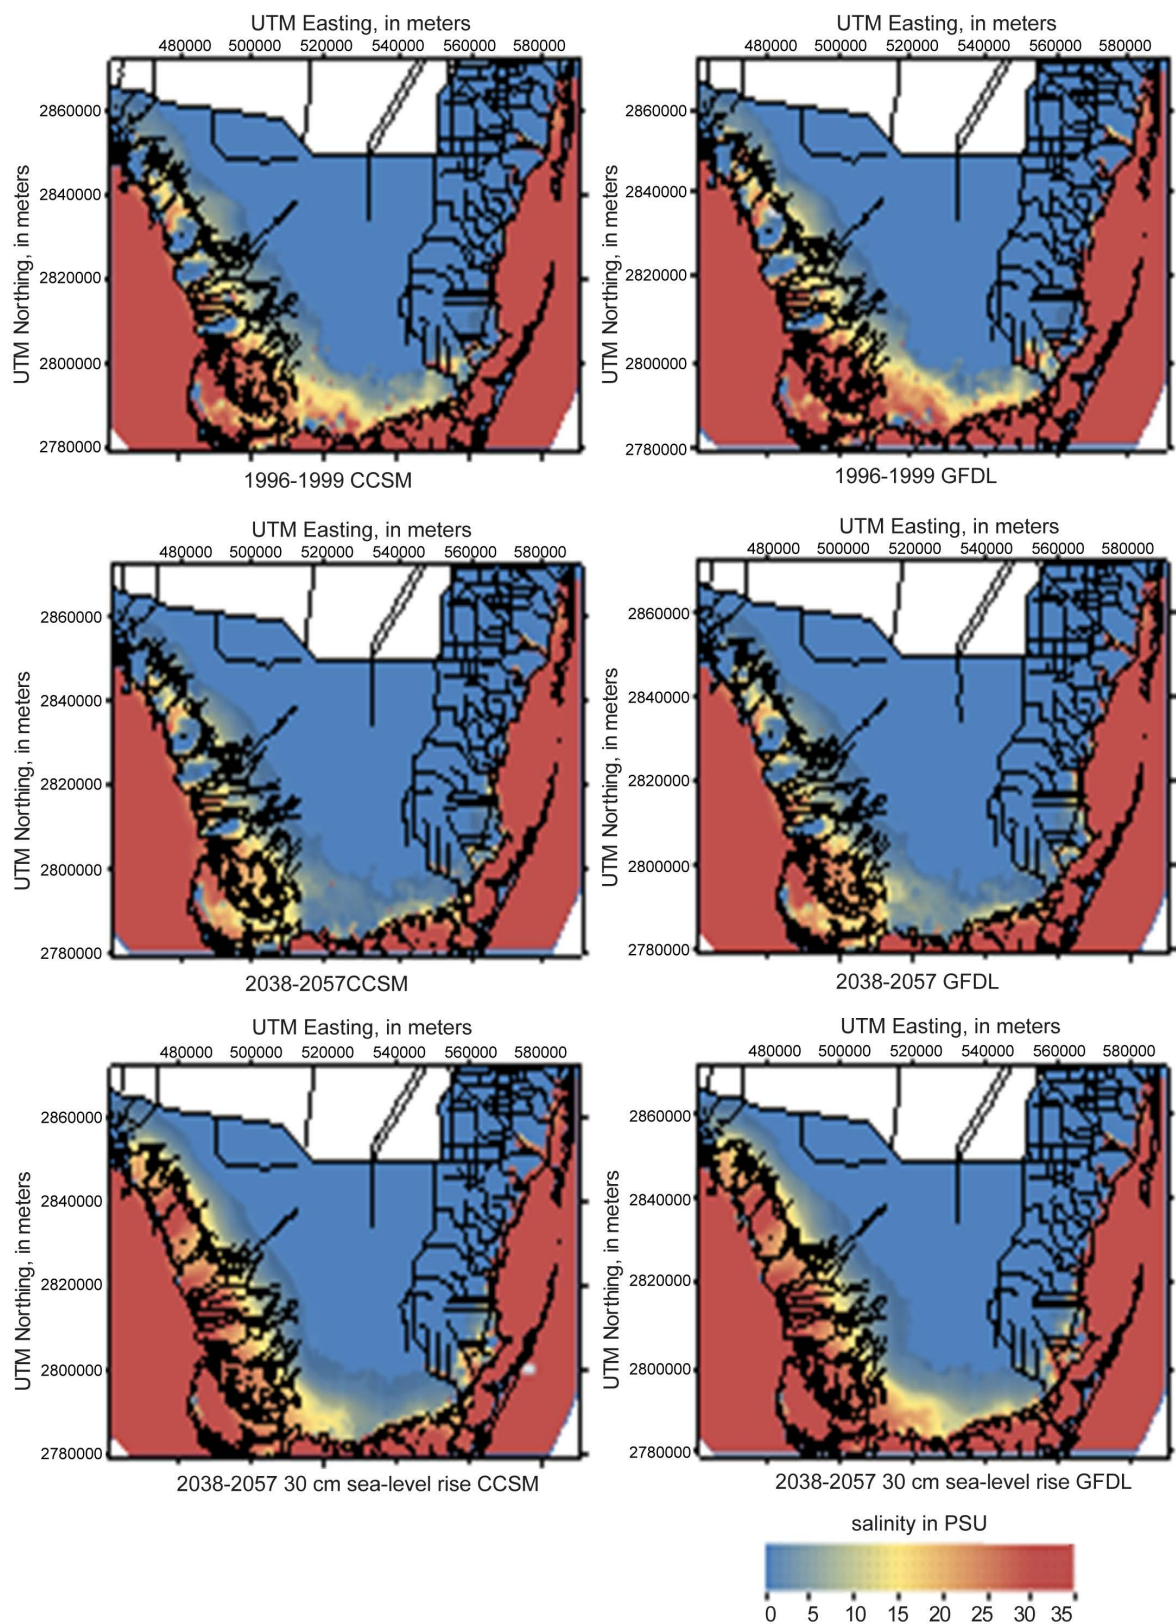 UTM Easting, in meters
480000 500000 520000 540000 560000 580000
UTM Northing, in meters
2860000
2840000
2820000
2800000
2780000
1996-1999 CCSM
UTM Easting, in meters
480000 500000 520000 540000 560000 580000
UTM Northing, in meters
2860000
2840000
2820000
2800000
2780000
1996-1999 GFDL
UTM Easting, in meters
480000 500000 520000 540000 560000 580000
UTM Northing, in meters
2860000
2840000
2820000
2800000
2780000
2038-2057CCSM
UTM Easting, in meters
480000 500000 520000 540000 560000 580000
UTM Northing, in meters
2860000
2840000
2820000
2800000
2780000
2038-2057 GFDL
UTM Easting, in meters
480000 500000 520000 540000 560000 580000
UTM Northing, in meters
2860000
2840000
2820000
2800000
2780000
2038-2057 30 cm sea-level rise CCSM
UTM Easting, in meters
480000 500000 520000 540000 560000 580000
UTM Northing, in meters
2860000
2840000
2820000
2800000
2780000
2038-2057 30 cm sea-level rise GFDL
salinity in PSU
0 5 10 15 20 25 30 35